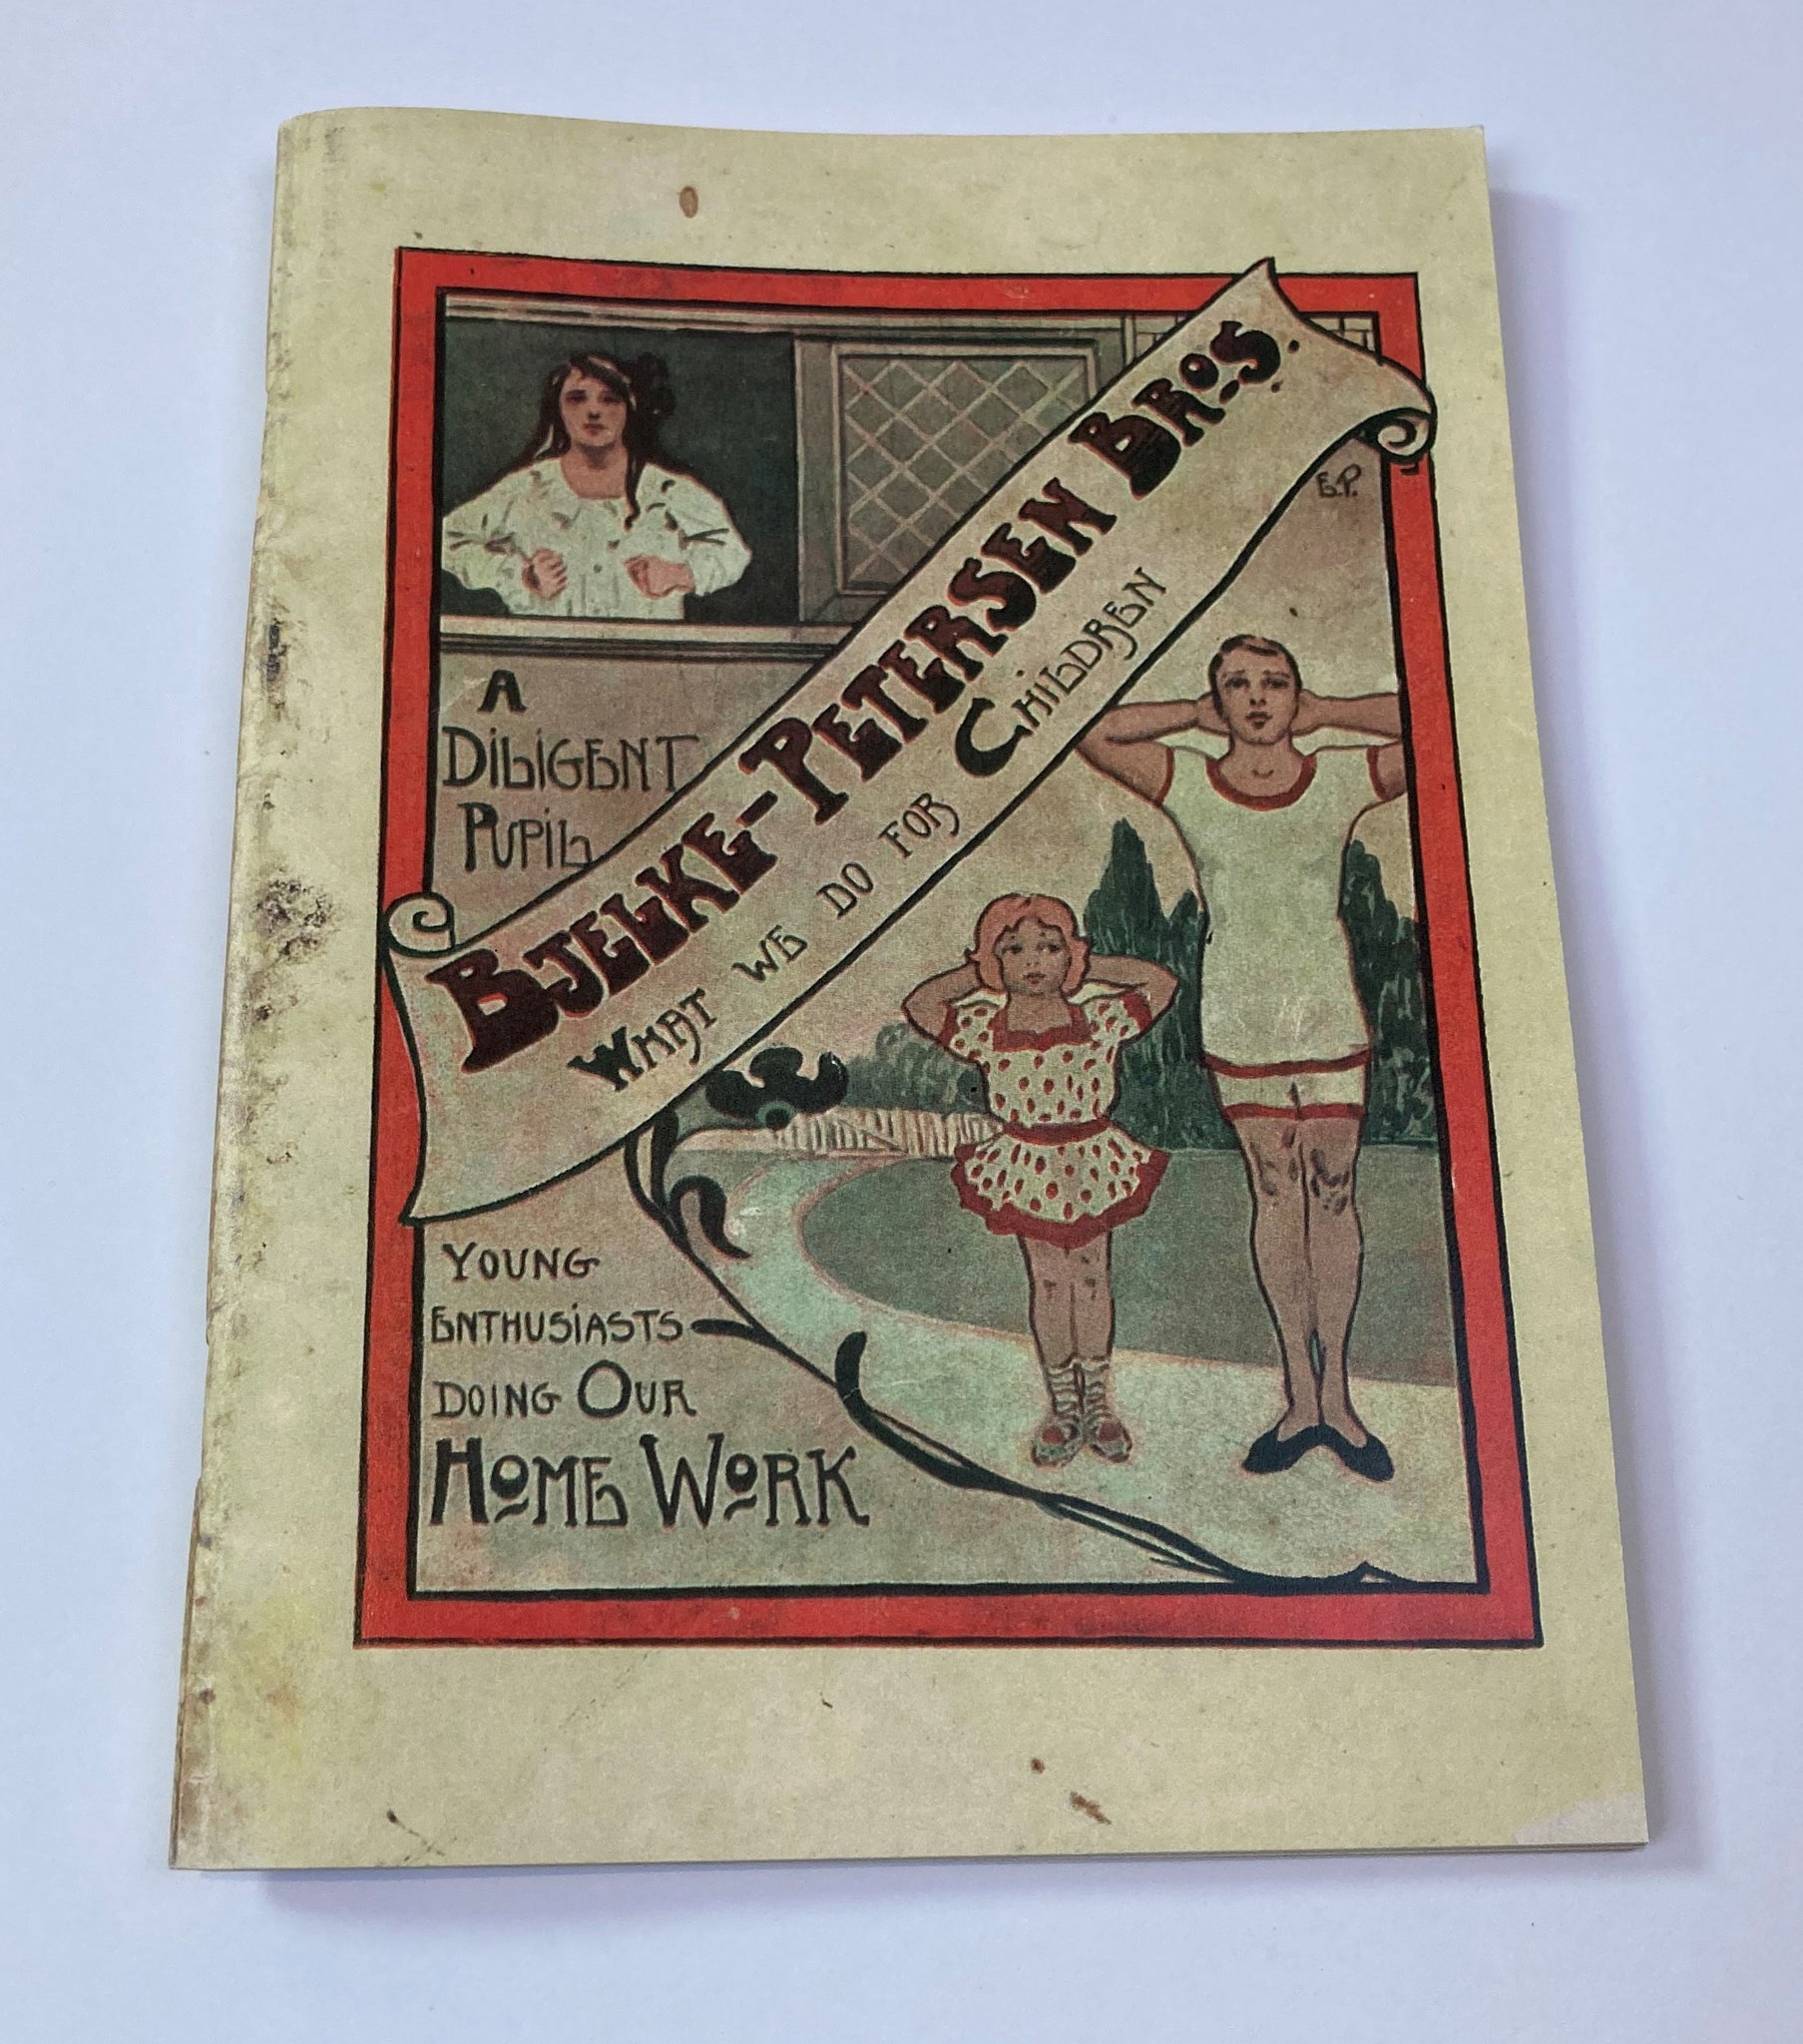 BJELKE-PETERSEN BROS.
WHAT WE DO FOR CHILDREN
E.P.
A
DILIGENT
PUPIL
YOUNG
ENTHUSIASTS
DOING OUR
HOME WORK